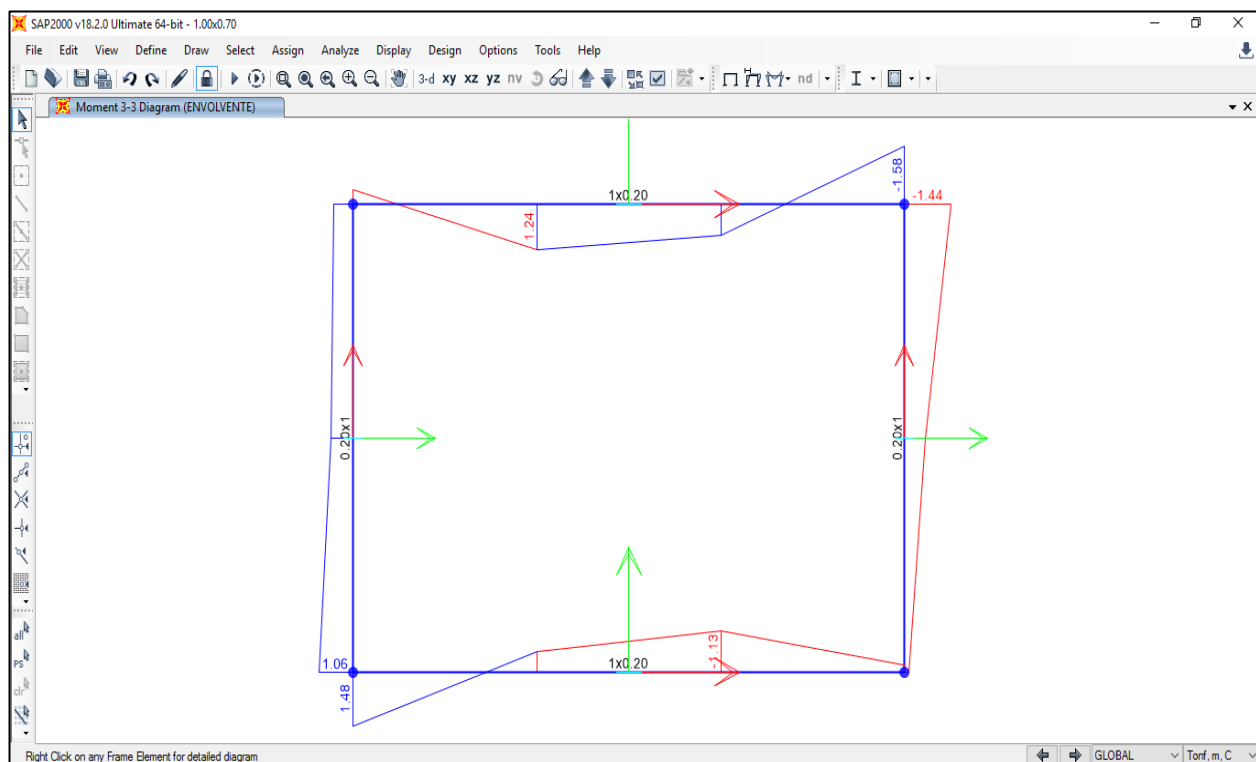 SAP2000 v18.2.0 Ultimate 64-bit - 1.00x0.70
File Edit View Define Draw Select Assign Analyze Display Design Options Tools Help
3-d xy xz yz nv nd
Moment 3-3 Diagram (ENVOLVENTE)
-1.58
1x0.20
-1.44
1.24
0.20x1
0.20x1
-1.13
1.06
1x0.20
1.48
all
PS
clr
Right Click on any Frame Element for detailed diagram
GLOBAL
Tonf, m, C